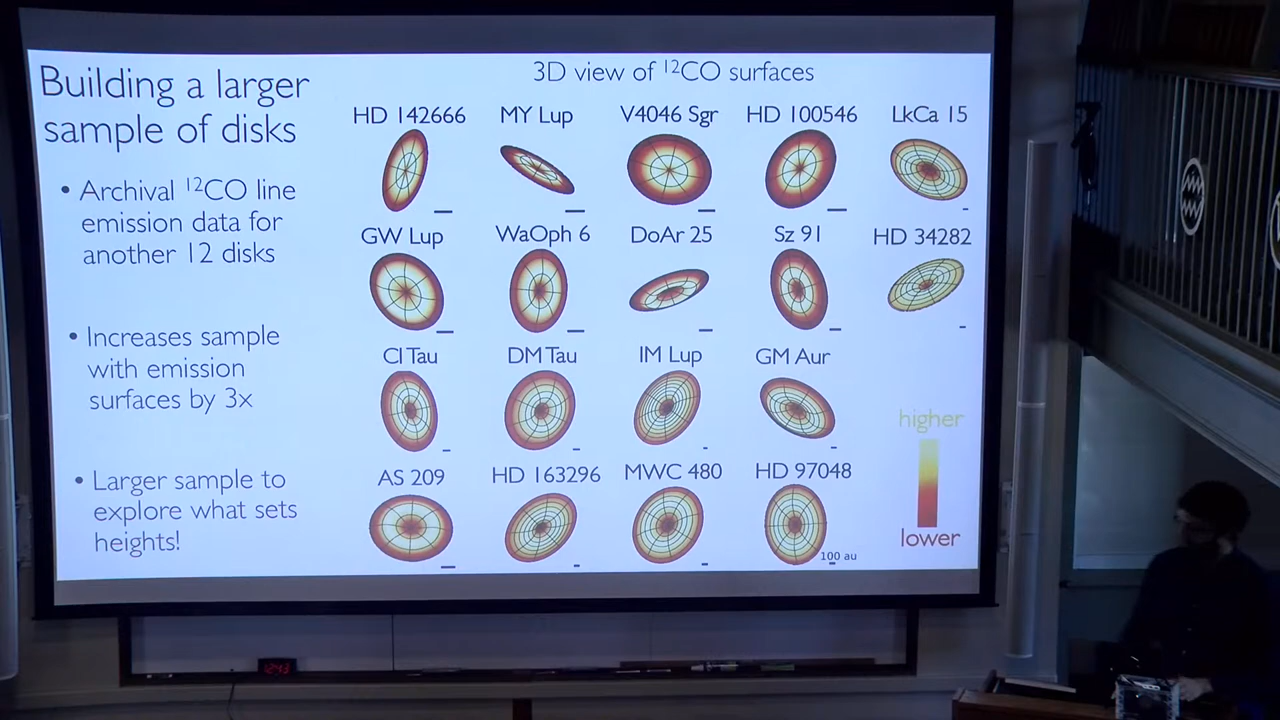 Building a larger
sample of disks
• Archival ¹²CO line
emission data for
another 12 disks
• Increases sample
with emission
surfaces by 3x
• Larger sample to
explore what sets
heights!
3D view of ¹²CO surfaces
HD 142666
MY Lup
V4046 Sgr
HD 100546
LkCa 15
GW Lup
WaOph 6
DoAr 25
Sz 91
HD 34282
CI Tau
DM Tau
IM Lup
GM Aur
AS 209
HD 163296
MWC 480
HD 97048
100 au
higher
lower